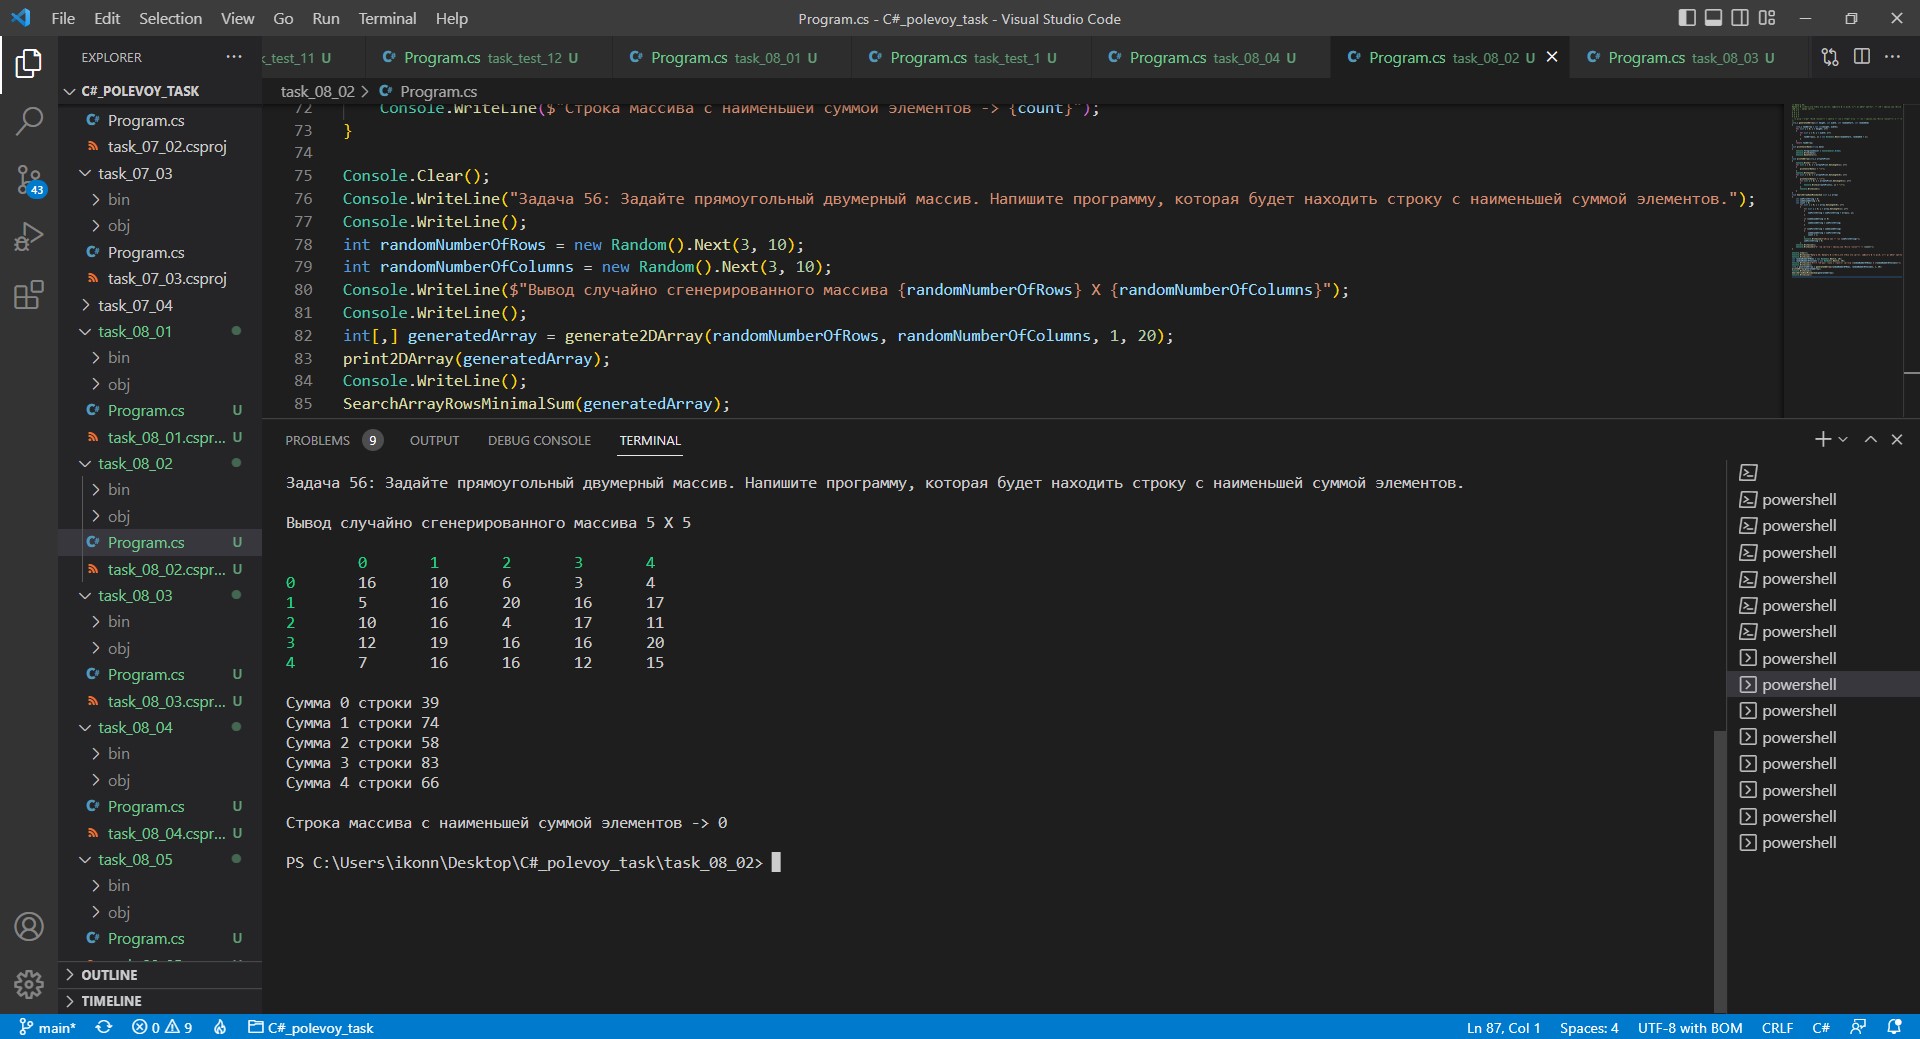 File Edit Selection View Go Run Terminal Help
Program.cs - C#_polevoy_task - Visual Studio Code
EXPLORER
k_test_11 U
Program.cs task_test_12 U
Program.cs task_08_01 U
Program.cs task_test_1 U
Program.cs task_08_04 U
Program.cs task_08_02 U
Program.cs task_08_03 U
C#_POLEVOY_TASK
Program.cs
task_07_02.csproj
task_07_03
bin
obj
Program.cs
task_07_03.csproj
task_07_04
task_08_01
bin
obj
Program.cs U
task_08_01.cspr... U
task_08_02
bin
obj
Program.cs U
task_08_02.cspr... U
task_08_03
bin
obj
Program.cs U
task_08_03.cspr... U
task_08_04
bin
obj
Program.cs U
task_08_04.cspr... U
task_08_05
bin
obj
Program.cs U
OUTLINE
TIMELINE
43
task_08_02 > Program.cs
72 Console.WriteLine($"Строка массива с наименьшей суммой элементов -> {count}");
73 }
74
75 Console.Clear();
76 Console.WriteLine("Задача 56: Задайте прямоугольный двумерный массив. Напишите программу, которая будет находить строку с наименьшей суммой элементов.");
77 Console.WriteLine();
78 int randomNumberOfRows = new Random().Next(3, 10);
79 int randomNumberOfColumns = new Random().Next(3, 10);
80 Console.WriteLine($"Вывод случайно сгенерированного массива {randomNumberOfRows} X {randomNumberOfColumns}");
81 Console.WriteLine();
82 int[,] generatedArray = generate2DArray(randomNumberOfRows, randomNumberOfColumns, 1, 20);
83 print2DArray(generatedArray);
84 Console.WriteLine();
85 SearchArrayRowsMinimalSum(generatedArray);
PROBLEMS 9 OUTPUT DEBUG CONSOLE TERMINAL
Задача 56: Задайте прямоугольный двумерный массив. Напишите программу, которая будет находить строку с наименьшей суммой элементов.
Вывод случайно сгенерированного массива 5 X 5
0 1 2 3 4
0 16 10 6 3 4
1 5 16 20 16 17
2 10 16 4 17 11
3 12 19 16 16 20
4 7 16 16 12 15
Сумма 0 строки 39
Сумма 1 строки 74
Сумма 2 строки 58
Сумма 3 строки 83
Сумма 4 строки 66
Строка массива с наименьшей суммой элементов -> 0
PS C:\Users\ikonn\Desktop\C#_polevoy_task\task_08_02>
powershell
powershell
powershell
powershell
powershell
powershell
powershell
powershell
powershell
powershell
powershell
powershell
powershell
powershell
main* 0 9 C#_polevoy_task
Ln 87, Col 1 Spaces: 4 UTF-8 with BOM CRLF C#